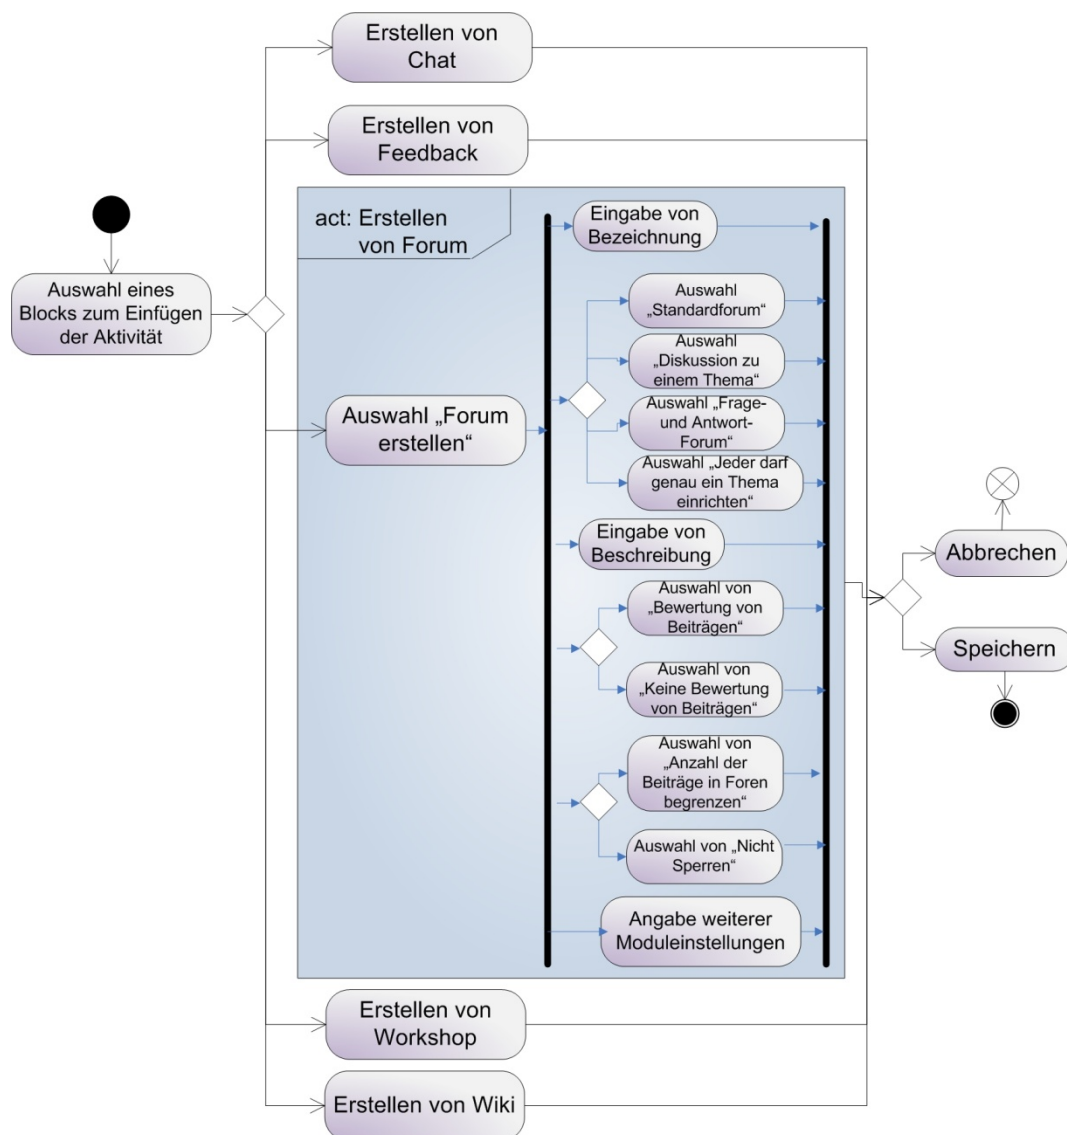 Erstellen von
Chat
Erstellen von
Feedback
act: Erstellen
von Forum
Auswahl eines
Blocks zum Einfügen
der Aktivität
Auswahl „Forum
erstellen“
Eingabe von
Bezeichnung
Auswahl
„Standardforum“
Auswahl
„Diskussion zu
einem Thema“
Auswahl „Frage-
und Antwort-
Forum“
Auswahl „Jeder darf
genau ein Thema
einrichten“
Eingabe von
Beschreibung
Auswahl von
„Bewertung von
Beiträgen“
Auswahl von
„Keine Bewertung
von Beiträgen“
Auswahl von
„Anzahl der
Beiträge in Foren
begrenzen“
Auswahl von „Nicht
Sperren“
Angabe weiterer
Moduleinstellungen
Abbrechen
Speichern
Erstellen von
Workshop
Erstellen von Wiki